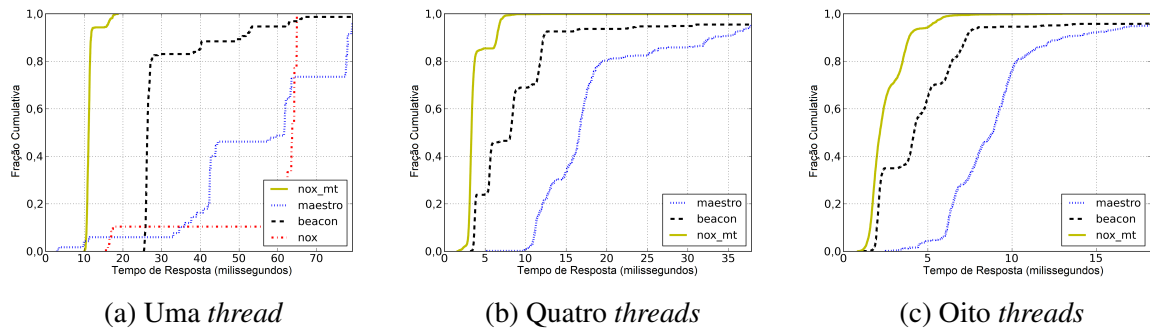 1,0
0,8
0,6
0,4
0,2
0,0
Fração Cumulativa
nox_mt
maestro
beacon
nox
0 10 20 30 40 50 60 70
Tempo de Resposta (milissegundos)
(a) Uma thread
1,0
0,8
0,6
0,4
0,2
0,0
Fração Cumulativa
maestro
beacon
nox_mt
0 5 10 15 20 25 30 35
Tempo de Resposta (milissegundos)
(b) Quatro threads
1,0
0,8
0,6
0,4
0,2
0,0
Fração Cumulativa
maestro
beacon
nox_mt
0 5 10 15
Tempo de Resposta (milissegundos)
(c) Oito threads